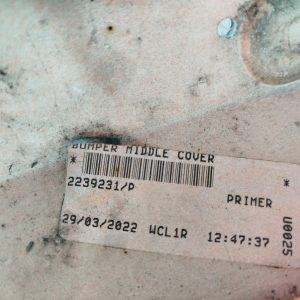 BUMPER MIDDLE COVER
* *
2239231/P
PRIMER
29/03/2022 WCL1R 12:47:37
U0025